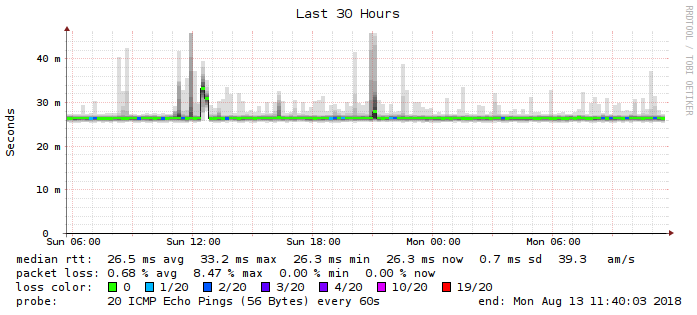 Last 30 Hours
RRDTOOL / TOBI OETIKER
Seconds
40 m
30 m
20 m
10 m
0
Sun 06:00 Sun 12:00 Sun 18:00 Mon 00:00 Mon 06:00
median rtt: 26.5 ms avg 33.2 ms max 26.3 ms min 26.3 ms now 0.7 ms sd 39.3 am/s
packet loss: 0.68 % avg 8.47 % max 0.00 % min 0.00 % now
loss color: 0 1/20 2/20 3/20 4/20 10/20 19/20
probe: 20 ICMP Echo Pings (56 Bytes) every 60s end: Mon Aug 13 11:40:03 2018